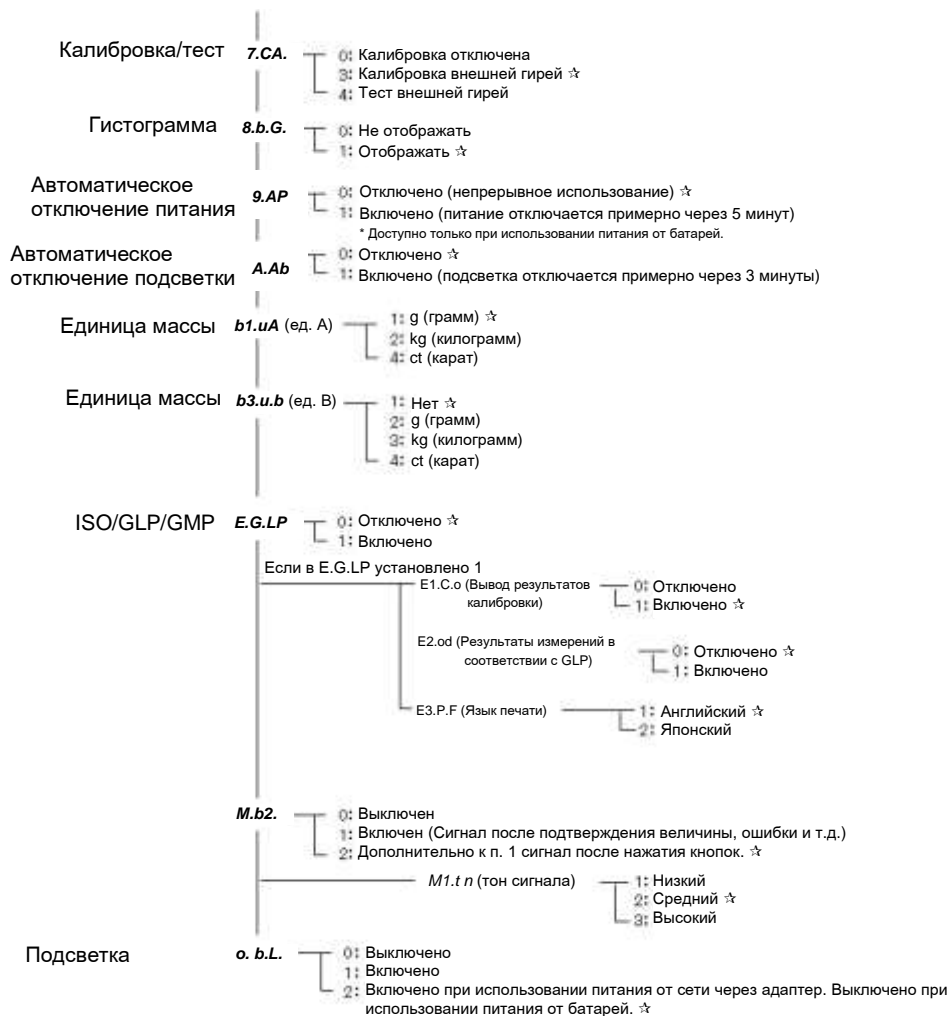 Калибровка/тест 7.CA. 0: Калибровка отключена
3: Калибровка внешней гирей ☆
4: Тест внешней гирей
Гистограмма 8.b.G. 0: Не отображать
1: Отображать ☆
Автоматическое
отключение питания 9.AP 0: Отключено (непрерывное использование) ☆
1: Включено (питание отключается примерно через 5 минут)
* Доступно только при использовании питания от батарей.
Автоматическое
отключение подсветки A.Ab 0: Отключено ☆
1: Включено (подсветка отключается примерно через 3 минуты)
Единица массы b1.uA (ед. А) 1: g (грамм) ☆
2: kg (килограмм)
4: ct (карат)
Единица массы b3.u.b (ед. В) 1: Нет ☆
2: g (грамм)
3: kg (килограмм)
4: ct (карат)
ISO/GLP/GMP E.G.LP 0: Отключено ☆
1: Включено
Если в E.G.LP установлено 1
E1.C.o (Вывод результатов
калибровки)
0: Отключено
1: Включено ☆
E2.od (Результаты измерений в
соответствии с GLP)
0: Отключено ☆
1: Включено
E3.P.F (Язык печати) 1: Английский ☆
2: Японский
M.b2. 0: Выключен
1: Включен (Сигнал после подтверждения величины, ошибки и т.д.)
2: Дополнительно к п. 1 сигнал после нажатия кнопок. ☆
M1.t n (тон сигнала) 1: Низкий
2: Средний ☆
3: Высокий
Подсветка o. b.L. 0: Выключено
1: Включено
2: Включено при использовании питания от сети через адаптер. Выключено при
использовании питания от батарей. ☆